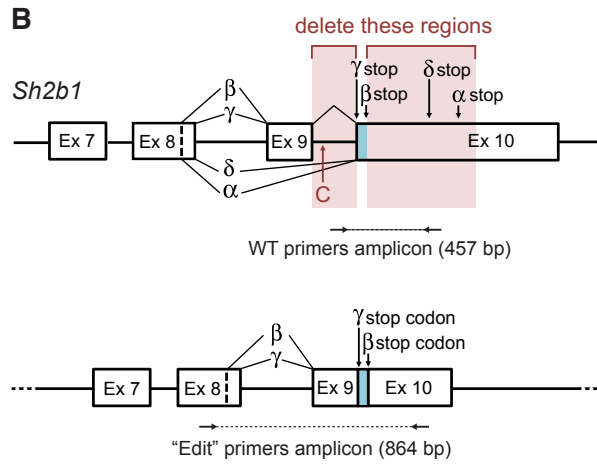 B
delete these regions
Sh2b1
β
γ
γ stop
β stop
δ stop
α stop
Ex 7
Ex 8
Ex 9
Ex 10
δ
α
C
WT primers amplicon (457 bp)
β
γ
γ stop codon
β stop codon
Ex 7
Ex 8
Ex 9
Ex 10
“Edit” primers amplicon (864 bp)